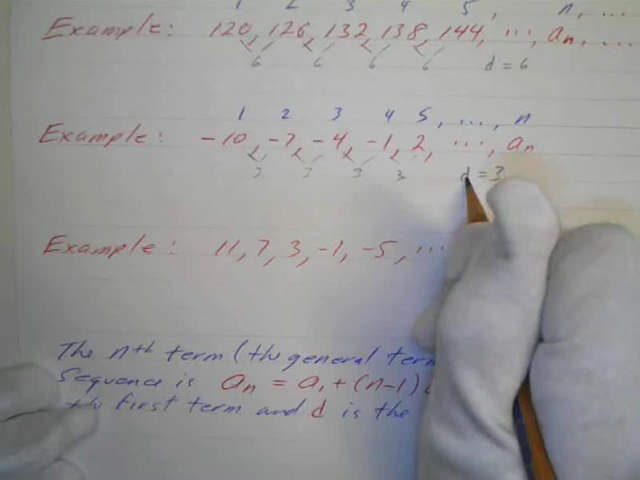 1 2 3 4 5, n, ...
Example: 120, 126, 132, 138, 144, ..., an, ...
6 6 6 6 d = 6
1 2 3 4 5, ..., n
Example: -10, -7, -4, -1, 2, ..., an
3 3 3 3 d = 3
Example: 11, 7, 3, -1, -5, ...
The nth term (the general term
sequence is an = a1 + (n-1)
first term and d is the